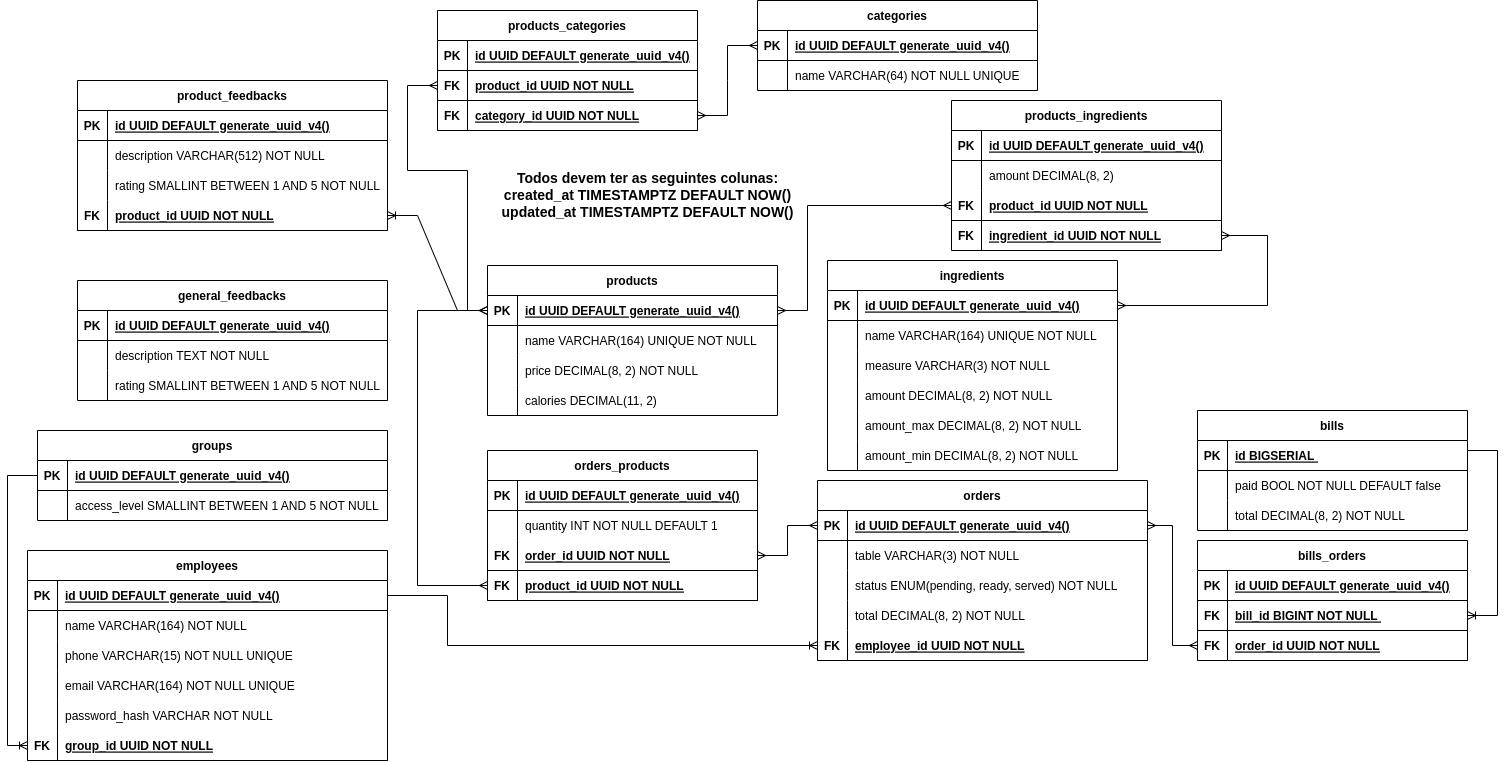 products_categories
PK id UUID DEFAULT generate_uuid_v4()
FK product_id UUID NOT NULL
FK category_id UUID NOT NULL
categories
PK id UUID DEFAULT generate_uuid_v4()
name VARCHAR(64) NOT NULL UNIQUE
product_feedbacks
PK id UUID DEFAULT generate_uuid_v4()
description VARCHAR(512) NOT NULL
rating SMALLINT BETWEEN 1 AND 5 NOT NULL
FK product_id UUID NOT NULL
products_ingredients
PK id UUID DEFAULT generate_uuid_v4()
amount DECIMAL(8, 2)
FK product_id UUID NOT NULL
FK ingredient_id UUID NOT NULL
Todos devem ter as seguintes colunas:
created_at TIMESTAMPTZ DEFAULT NOW()
updated_at TIMESTAMPTZ DEFAULT NOW()
general_feedbacks
PK id UUID DEFAULT generate_uuid_v4()
description TEXT NOT NULL
rating SMALLINT BETWEEN 1 AND 5 NOT NULL
products
PK id UUID DEFAULT generate_uuid_v4()
name VARCHAR(164) UNIQUE NOT NULL
price DECIMAL(8, 2) NOT NULL
calories DECIMAL(11, 2)
ingredients
PK id UUID DEFAULT generate_uuid_v4()
name VARCHAR(164) UNIQUE NOT NULL
measure VARCHAR(3) NOT NULL
amount DECIMAL(8, 2) NOT NULL
amount_max DECIMAL(8, 2) NOT NULL
amount_min DECIMAL(8, 2) NOT NULL
groups
PK id UUID DEFAULT generate_uuid_v4()
access_level SMALLINT BETWEEN 1 AND 5 NOT NULL
orders_products
PK id UUID DEFAULT generate_uuid_v4()
quantity INT NOT NULL DEFAULT 1
FK order_id UUID NOT NULL
FK product_id UUID NOT NULL
bills
PK id BIGSERIAL
paid BOOL NOT NULL DEFAULT false
total DECIMAL(8, 2) NOT NULL
employees
PK id UUID DEFAULT generate_uuid_v4()
name VARCHAR(164) NOT NULL
phone VARCHAR(15) NOT NULL UNIQUE
email VARCHAR(164) NOT NULL UNIQUE
password_hash VARCHAR NOT NULL
FK group_id UUID NOT NULL
orders
PK id UUID DEFAULT generate_uuid_v4()
table VARCHAR(3) NOT NULL
status ENUM(pending, ready, served) NOT NULL
total DECIMAL(8, 2) NOT NULL
FK employee_id UUID NOT NULL
bills_orders
PK id UUID DEFAULT generate_uuid_v4()
FK bill_id BIGINT NOT NULL
FK order_id UUID NOT NULL